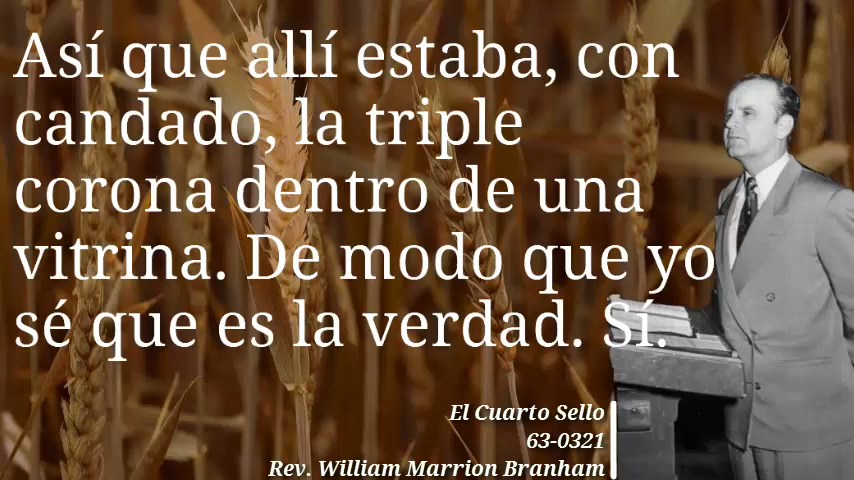 Así que allí estaba, con
candado, la triple
corona dentro de una
vitrina. De modo que yo
sé que es la verdad. Sí.
El Cuarto Sello
63-0321
Rev. William Marrion Branham